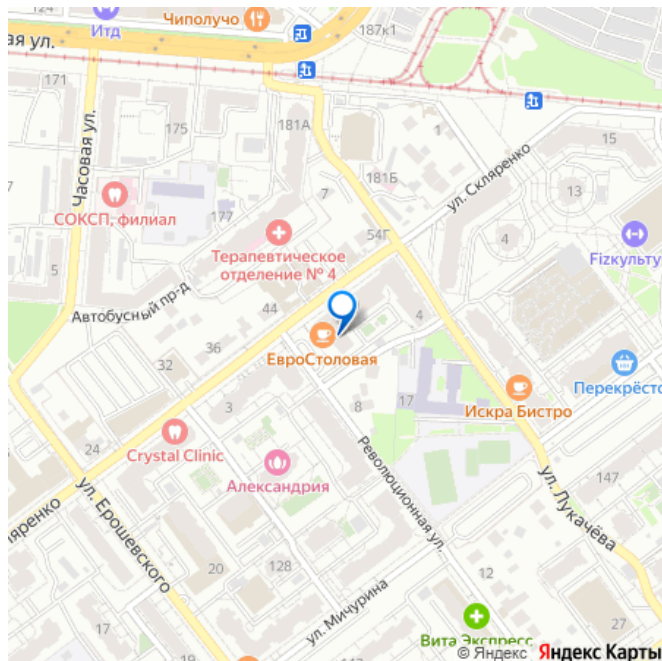 Чиполучо
187к1
Итд
ая ул.
171
175
181А
1
15
Часовая ул.
181Б
ул. Скляренко
7
13
СОКСП, филиал
177
54Г
4
Fizкульту
5
Терапевтическое
отделение № 4
Автобусный пр-д
44
4
36
ЕвроСтоловая
32
Перекрёсто
3
8
17
Искра Бистро
24
Crystal Clinic
Александрия
Революционная ул.
ул. Лукачёва
147
яренко
ул. Ерошевского
20
128
12
ул. Мичурина
17
19
27
Вита Экспресс
© Яндекс Яндекс Карты